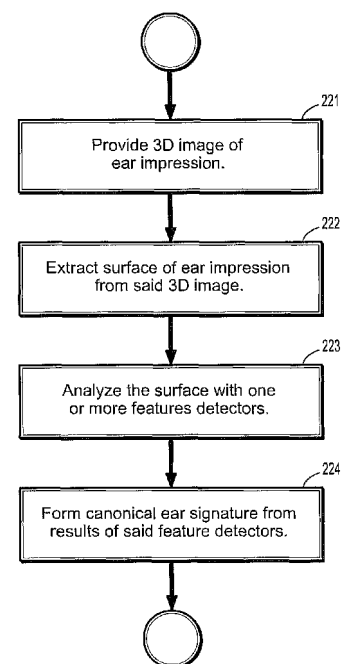 221
Provide 3D image of
ear impression.
222
Extract surface of ear impression
from said 3D image.
223
Analyze the surface with one
or more features detectors.
224
Form canonical ear signature from
results of said feature detectors.